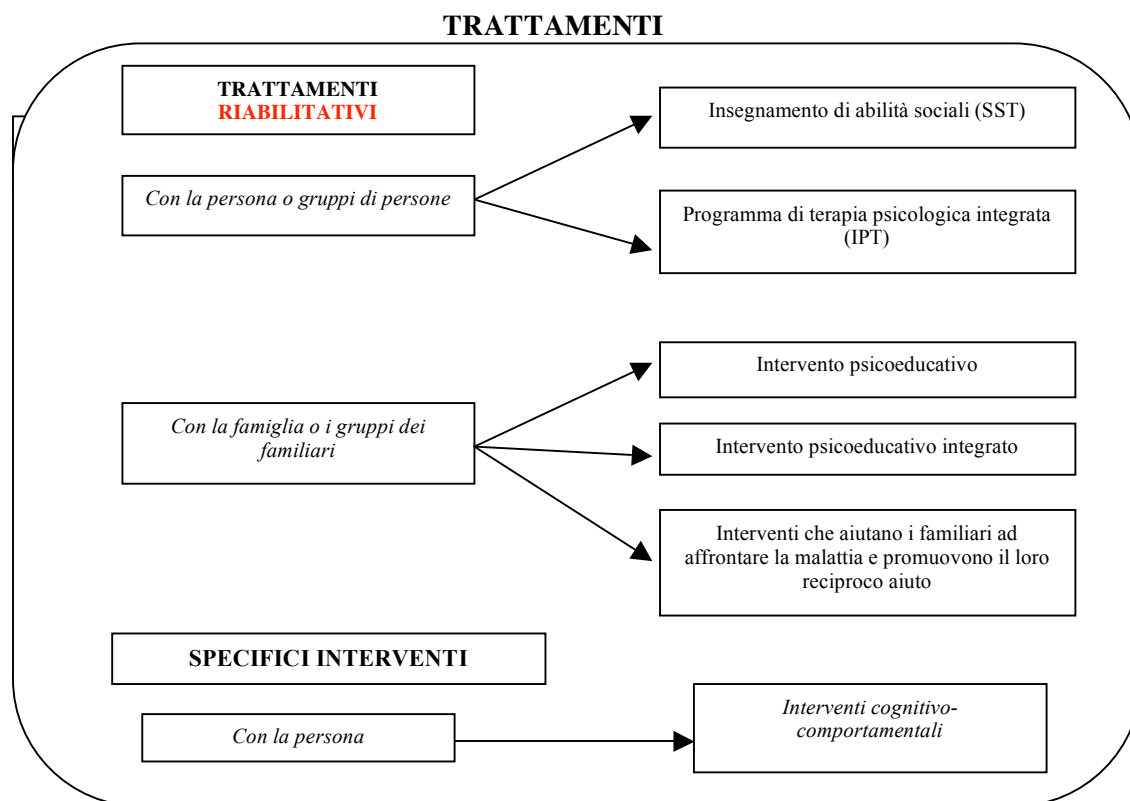 TRATTAMENTI
TRATTAMENTI
RIABILITATIVI
Insegnamento di abilità sociali (SST)
Con la persona o gruppi di persone
Programma di terapia psicologica integrata
(IPT)
Intervento psicoeducativo
Con la famiglia o i gruppi dei
familiari
Intervento psicoeducativo integrato
Interventi che aiutano i familiari ad
affrontare la malattia e promuovono il loro
reciproco aiuto
SPECIFICI INTERVENTI
Con la persona
Interventi cognitivo-
comportamentali